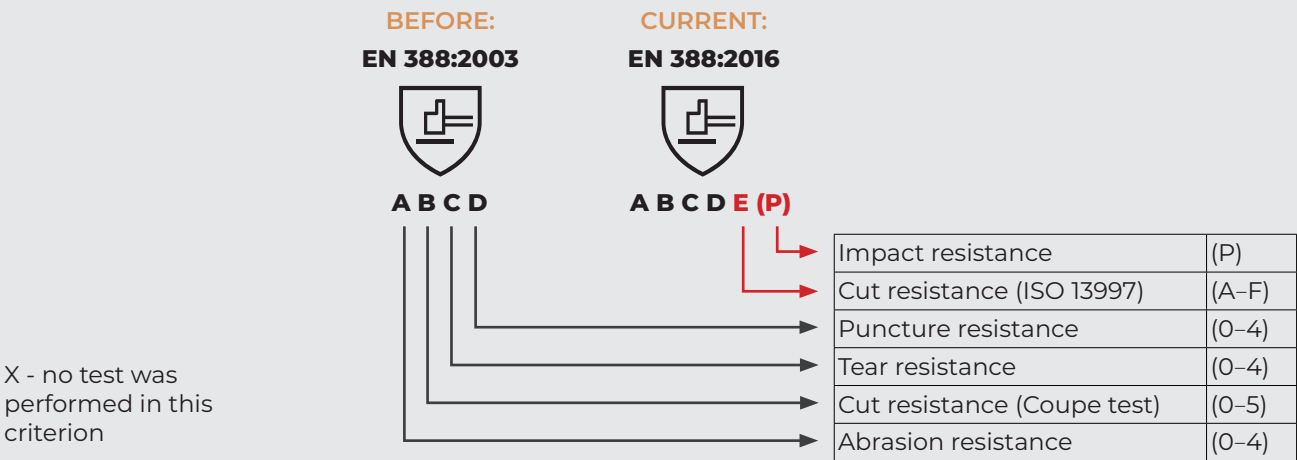 BEFORE:
CURRENT:
EN 388:2003
EN 388:2016
A B C D
A B C D E (P)
Impact resistance (P)
Cut resistance (ISO 13997) (A–F)
Puncture resistance (0–4)
Tear resistance (0–4)
Cut resistance (Coupe test) (0–5)
Abrasion resistance (0–4)
X - no test was
performed in this
criterion